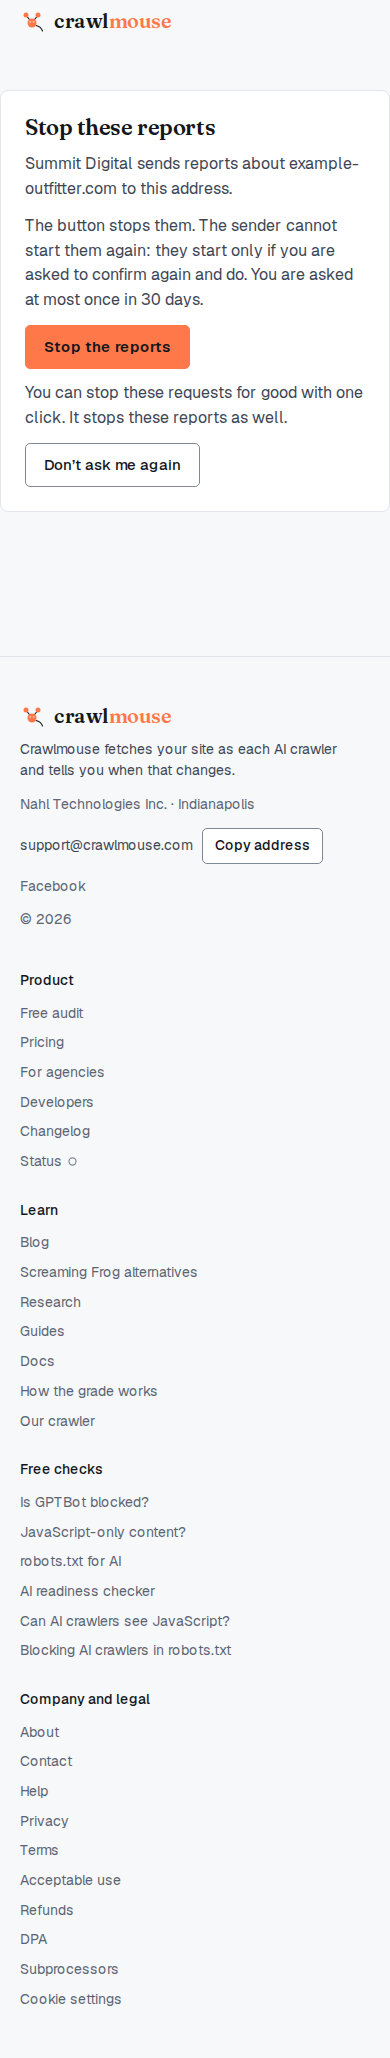 crawlmouse
Stop these reports
Summit Digital sends reports about example-
outfitter.com to this address.
The button stops them. The sender cannot
start them again: they start only if you are
asked to confirm again and do. You are asked
at most once in 30 days.
Stop the reports
You can stop these requests for good with one
click. It stops these reports as well.
Don’t ask me again
crawlmouse
Crawlmouse fetches your site as each AI crawler
and tells you when that changes.
Nahl Technologies Inc. · Indianapolis
support@crawlmouse.com Copy address
Facebook
© 2026
Product
Free audit
Pricing
For agencies
Developers
Changelog
Status
Learn
Blog
Screaming Frog alternatives
Research
Guides
Docs
How the grade works
Our crawler
Free checks
Is GPTBot blocked?
JavaScript-only content?
robots.txt for AI
AI readiness checker
Can AI crawlers see JavaScript?
Blocking AI crawlers in robots.txt
Company and legal
About
Contact
Help
Privacy
Terms
Acceptable use
Refunds
DPA
Subprocessors
Cookie settings